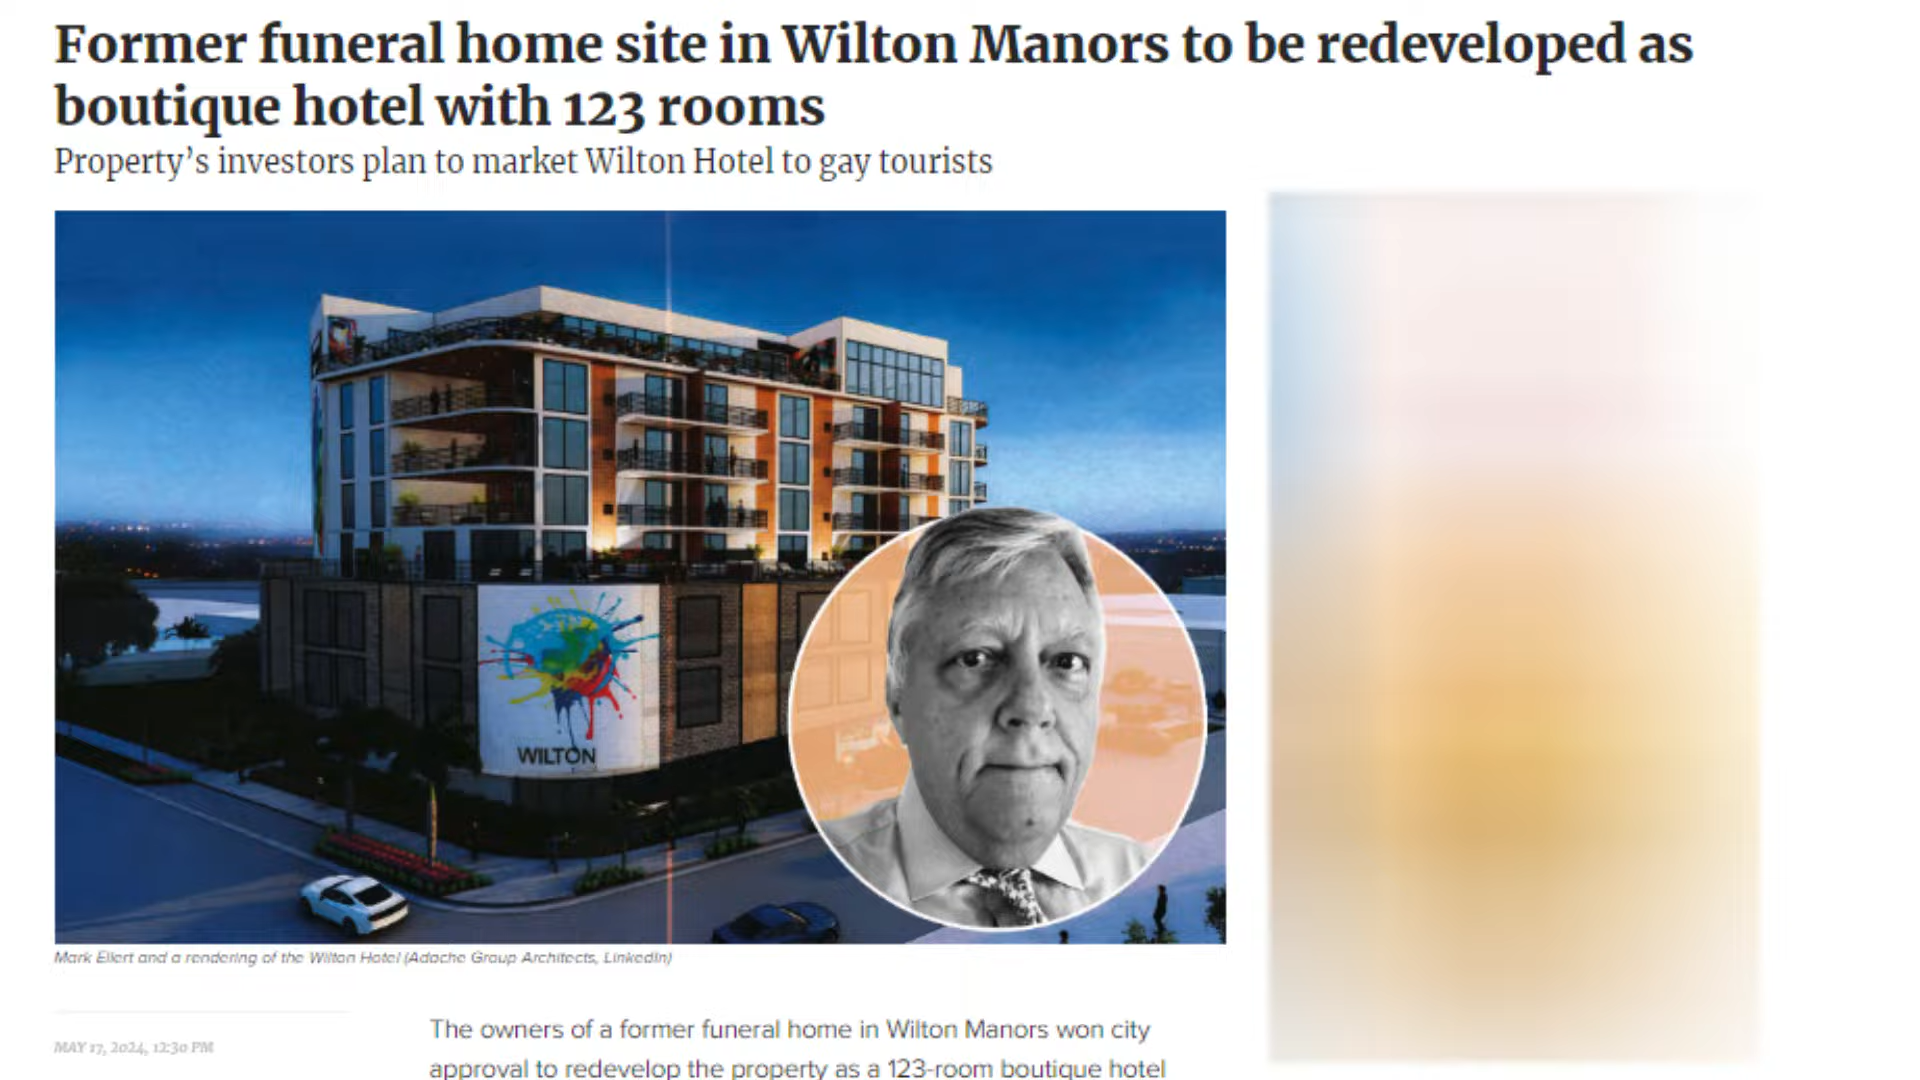 Former funeral home site in Wilton Manors to be redeveloped as
boutique hotel with 123 rooms
Property’s investors plan to market Wilton Hotel to gay tourists
WILTON
Mark Ellert and a rendering of the Wilton Hotel (Adache Group Architects, LinkedIn)
MAY 17, 2024, 12:30 PM
The owners of a former funeral home in Wilton Manors won city
approval to redevelop the property as a 123-room boutique hotel